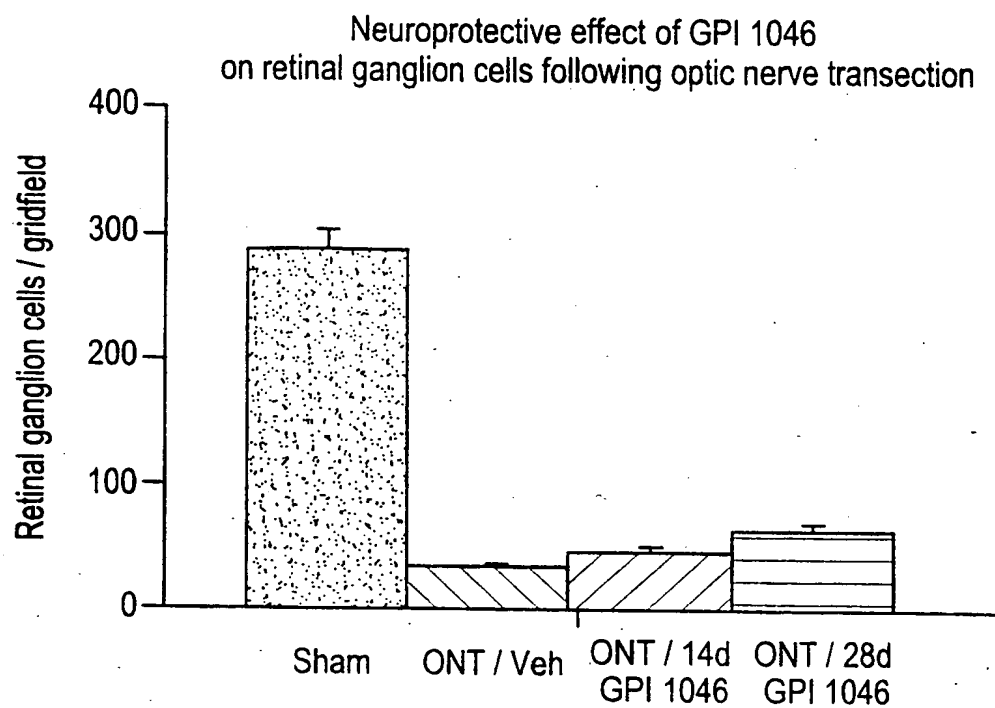 Neuroprotective effect of GPI 1046
on retinal ganglion cells following optic nerve transection
Retinal ganglion cells / gridfield
400
300
200
100
0
Sham
ONT / Veh
ONT / 14d
GPI 1046
ONT / 28d
GPI 1046